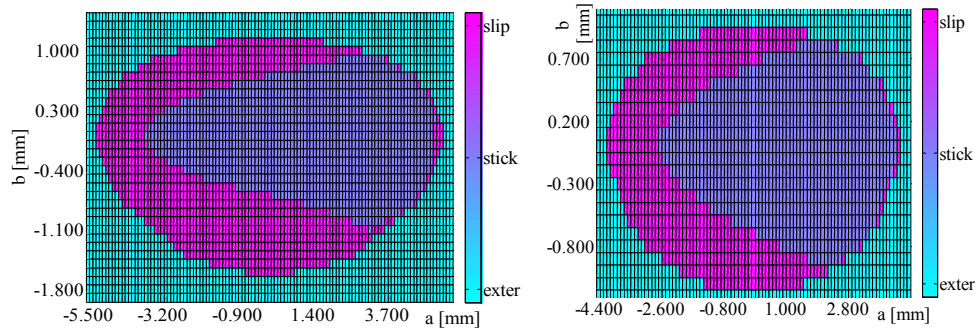 1.000
0.300
-0.400
-1.100
-1.800
b [mm]
-5.500 -3.200 -0.900 1.400 3.700 a [mm]
slip
stick
exter
b [mm]
0.700
0.200
-0.300
-0.800
-4.400 -2.600 -0.800 1.000 2.800 a [mm]
slip
stick
exter